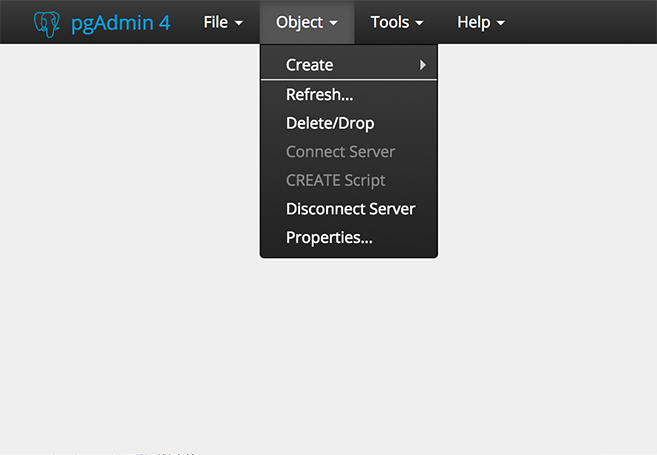 pgAdmin 4 File Object Tools Help
Create
Refresh...
Delete/Drop
Connect Server
CREATE Script
Disconnect Server
Properties...